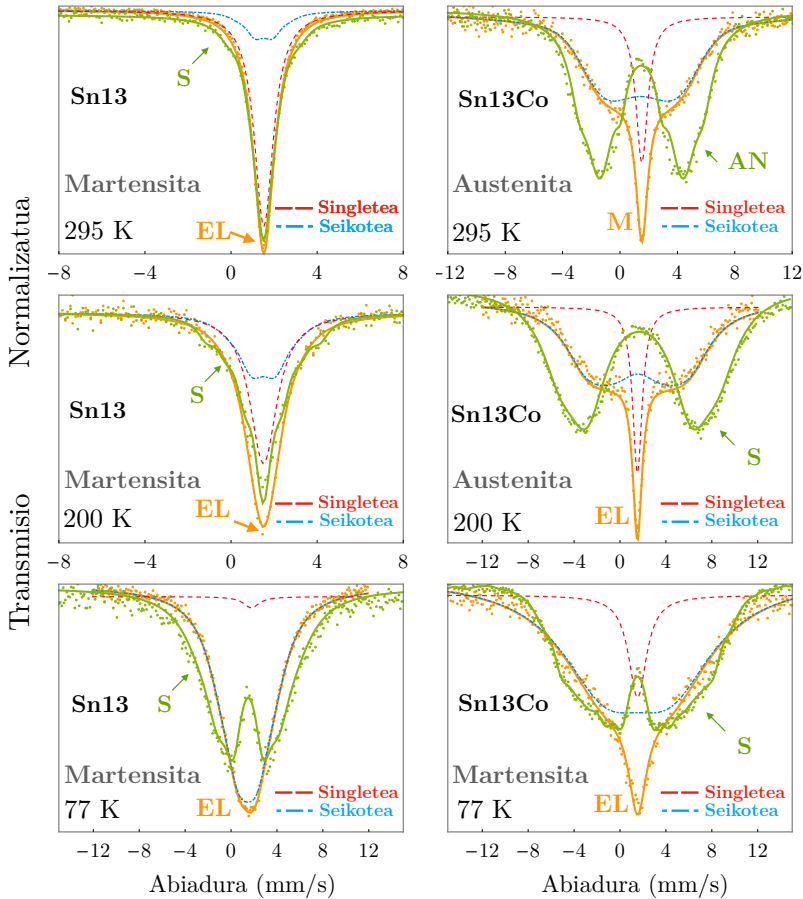 S
Sn13
Martensita
EL
295 K
Singletea
Seikotea
−8 −4 0 4 8
Sn13Co
AN
Austenita
M
295 K
Singletea
Seikotea
−12 −8 −4 0 4 8 12
Normalizatua
S
Sn13
Martensita
EL
200 K
Singletea
Seikotea
−8 −4 0 4 8
Sn13Co
S
Austenita
EL
200 K
Singletea
Seikotea
−12 −8 −4 0 4 8 12
Transmisio
Sn13
S
Martensita
EL
77 K
Singletea
Seikotea
−12 −8 −4 0 4 8 12
Abiadura (mm/s)
Sn13Co
S
Martensita
EL
77 K
Singletea
Seikotea
−12 −8 −4 0 4 8 12
Abiadura (mm/s)